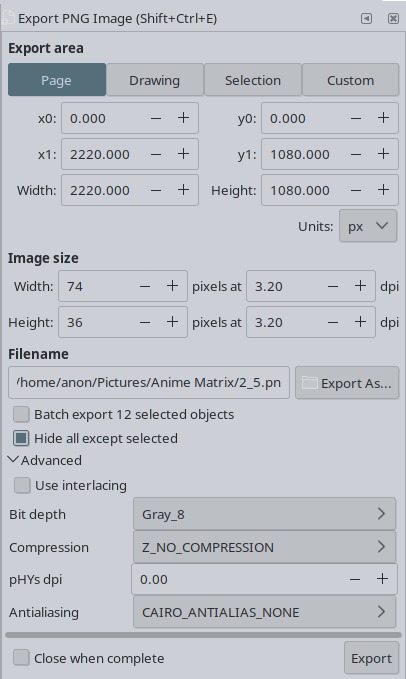 Export PNG Image (Shift+Ctrl+E)
Export area
Page Drawing Selection Custom
x0: 0.000 − + y0: 0.000 − +
x1: 2220.000 − + y1: 1080.000 − +
Width: 2220.000 − + Height: 1080.000 − +
Units: px
Image size
Width: 74 − + pixels at 3.20 − + dpi
Height: 36 − + pixels at 3.20 − + dpi
Filename
/home/anon/Pictures/Anime Matrix/2_5.pn Export As...
Batch export 12 selected objects
Hide all except selected
Advanced
Use interlacing
Bit depth Gray_8
Compression Z_NO_COMPRESSION
pHYs dpi 0.00 − +
Antialiasing CAIRO_ANTIALIAS_NONE
Close when complete Export